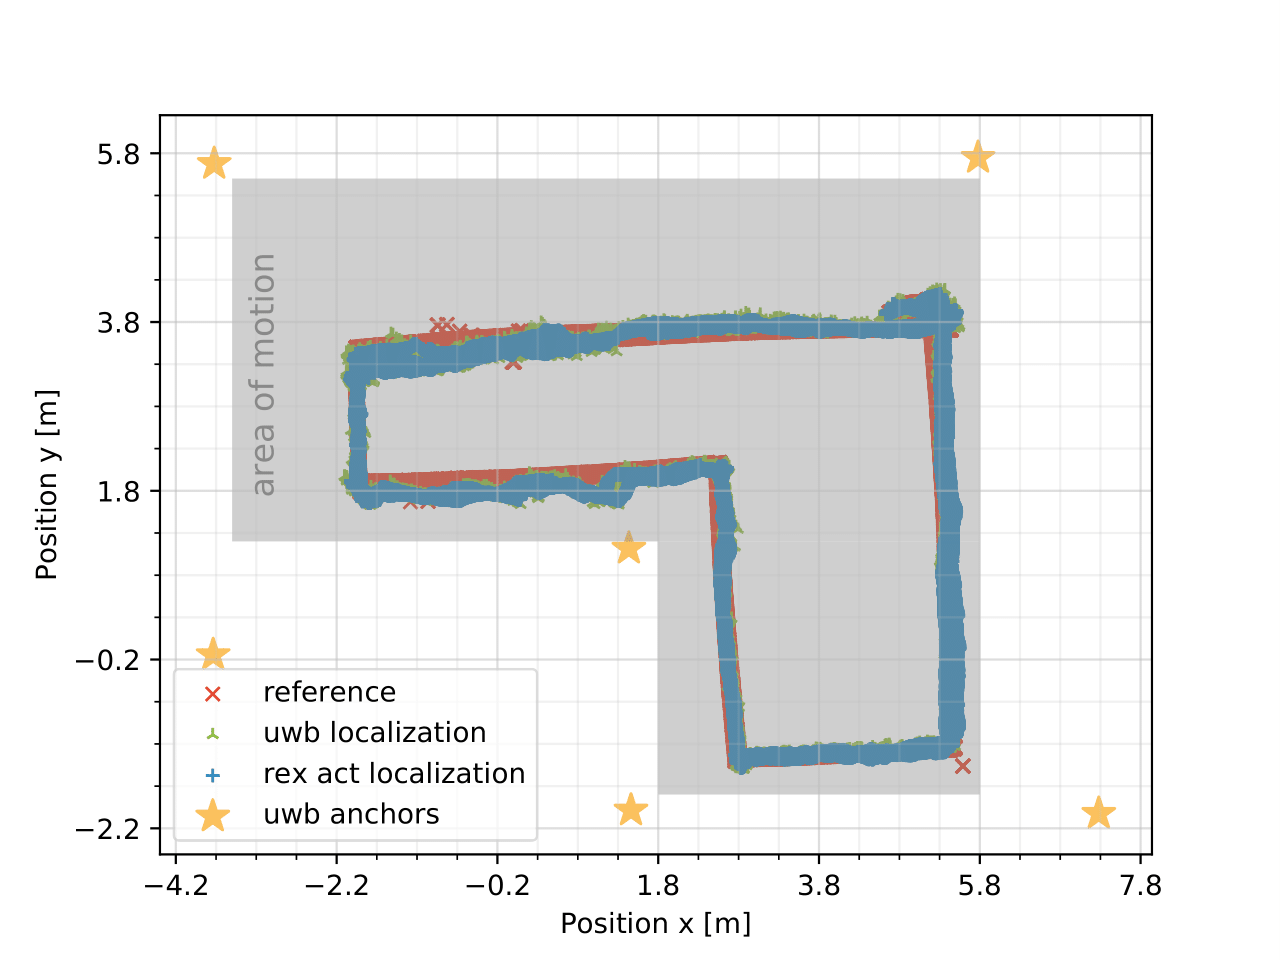 5.8
3.8
1.8
−0.2
−2.2
Position y [m]
area of motion
reference
uwb localization
rex act localization
uwb anchors
−4.2 −2.2 −0.2 1.8 3.8 5.8 7.8
Position x [m]